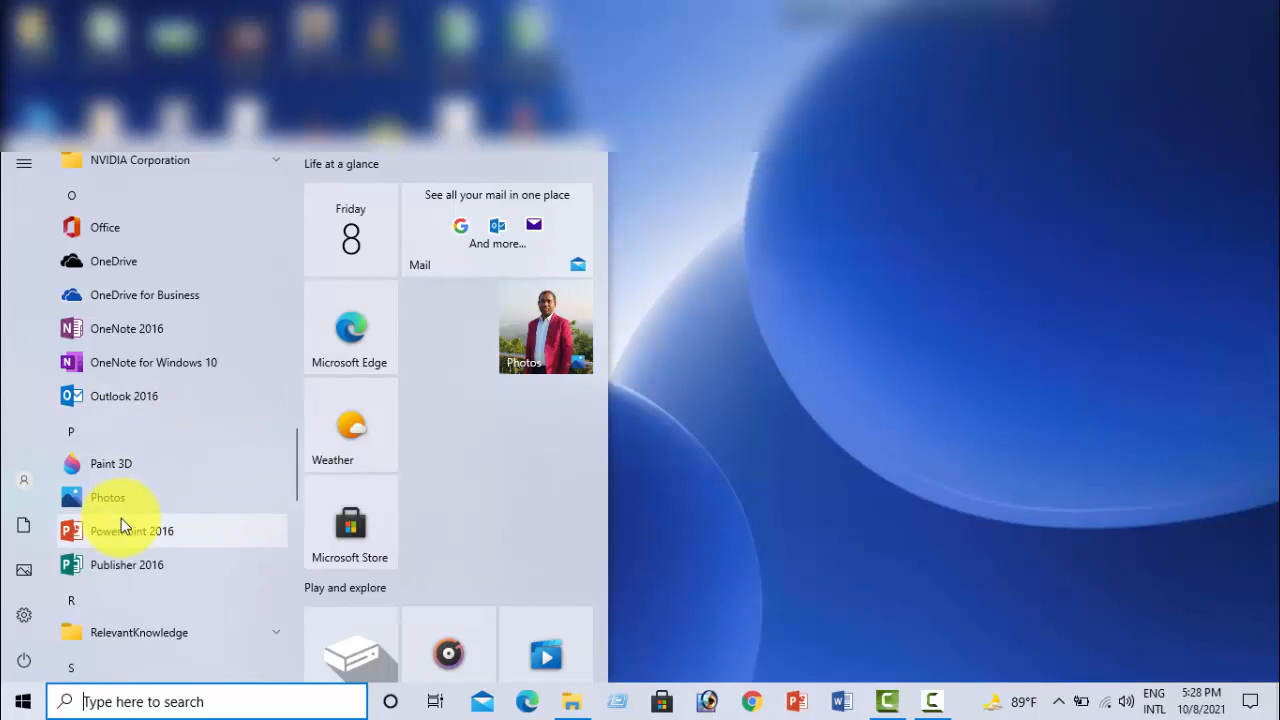 NVIDIA Corporation
O
Office
OneDrive
OneDrive for Business
OneNote 2016
OneNote for Windows 10
Outlook 2016
P
Paint 3D
Photos
PowerPoint 2016
Publisher 2016
R
RelevantKnowledge
S
Life at a glance
Friday
8
See all your mail in one place
And more...
Mail
Microsoft Edge
Photos
Weather
Microsoft Store
Play and explore
Type here to search
89°F
ENG
INTL
5:28 PM
10/8/2021